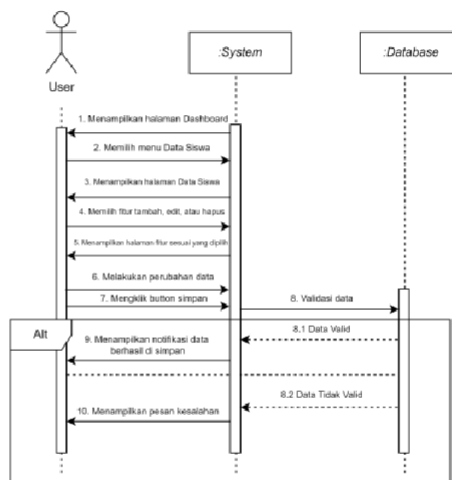 :System
:Database
User
1. Menampilkan halaman Dashboard
2. Memilih menu Data Siswa
3. Menampilkan halaman Data Siswa
4. Memilih fitur tambah, edit, atau hapus
5. Menampilkan halaman fitur sesuai yang dipilih
6. Melakukan perubahan data
7. Mengklik button simpan
8. Validasi data
Alt
8.1 Data Valid
9. Menampilkan notifikasi data
berhasil di simpan
8.2 Data Tidak Valid
10. Menampilkan pesan kesalahan